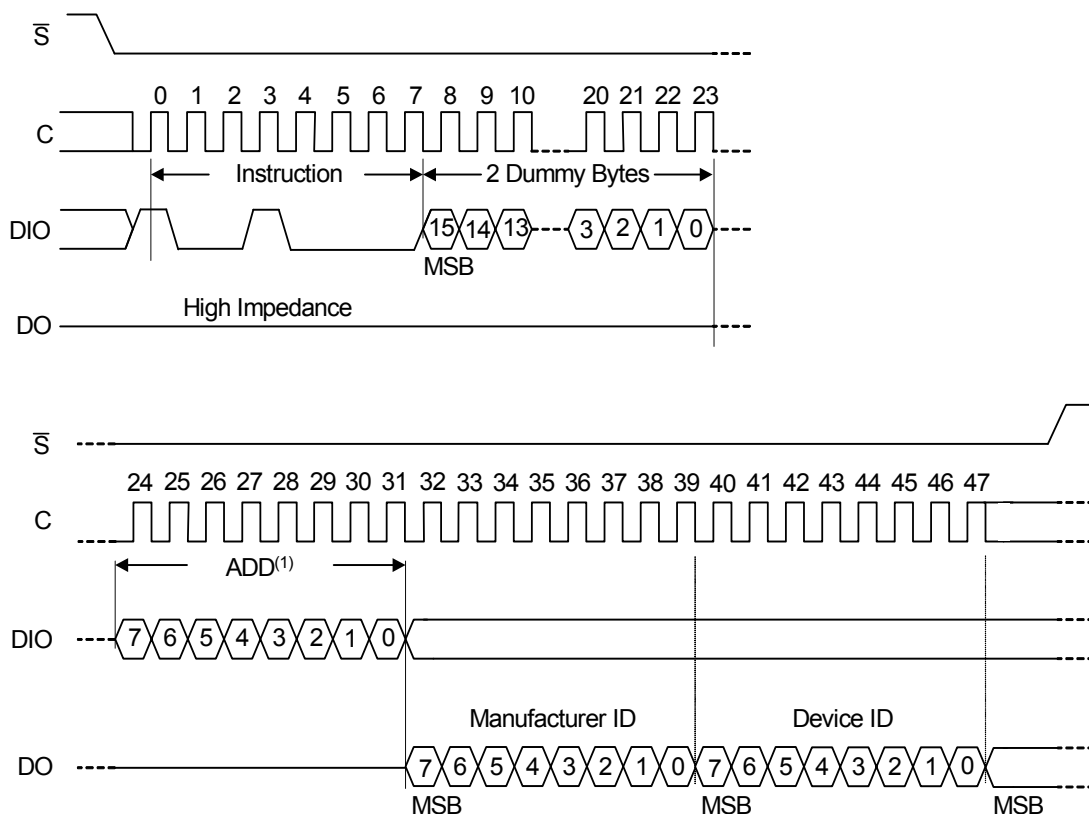 S̅
0 1 2 3 4 5 6 7 8 9 10 20 21 22 23
C
Instruction 2 Dummy Bytes
DIO 15 14 13 3 2 1 0
MSB
High Impedance
DO
S̅
24 25 26 27 28 29 30 31 32 33 34 35 36 37 38 39 40 41 42 43 44 45 46 47
C
ADD(1)
DIO 7 6 5 4 3 2 1 0
Manufacturer ID Device ID
DO 7 6 5 4 3 2 1 0 7 6 5 4 3 2 1 0
MSB MSB MSB